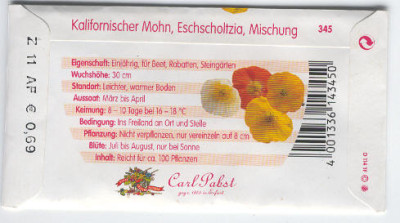 Kalifornischer Mohn, Eschscholtzia, Mischung 345
Z 11 AF € 0,69
Eigenschaft: Einjährig, für Beet, Rabatten, Steingärten
Wuchshöhe: 30 cm
Standort: Leichter, warmer Boden
Aussaat: März bis April
Keimung: 8 – 10 Tage bei 16 – 18 °C
Bedingung: Ins Freiland an Ort und Stelle
Pflanzung: Nicht verpflanzen, nur vereinzeln auf 8 cm
Blüte: Juli bis August, nur bei Sonne
Inhalt: Reicht für ca. 100 Pflanzen
4 001336 143450
Carl Pabst